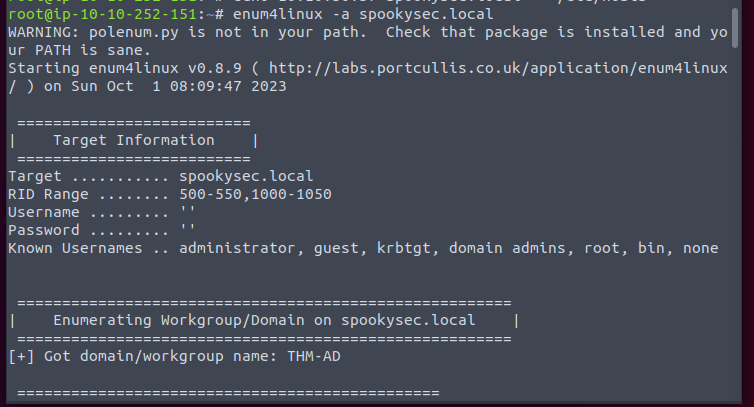 root@ip-10-10-252-151:~# enum4linux -a spookysec.local
WARNING: polenum.py is not in your path.  Check that package is installed and yo
ur PATH is sane.
Starting enum4linux v0.8.9 ( http://labs.portcullis.co.uk/application/enum4linux
/ ) on Sun Oct  1 08:09:47 2023
 ==========================
|    Target Information    |
 ==========================
Target ........... spookysec.local
RID Range ........ 500-550,1000-1050
Username ......... ''
Password ......... ''
Known Usernames .. administrator, guest, krbtgt, domain admins, root, bin, none
 =======================================================
|    Enumerating Workgroup/Domain on spookysec.local    |
 =======================================================
[+] Got domain/workgroup name: THM-AD
 ===============================================